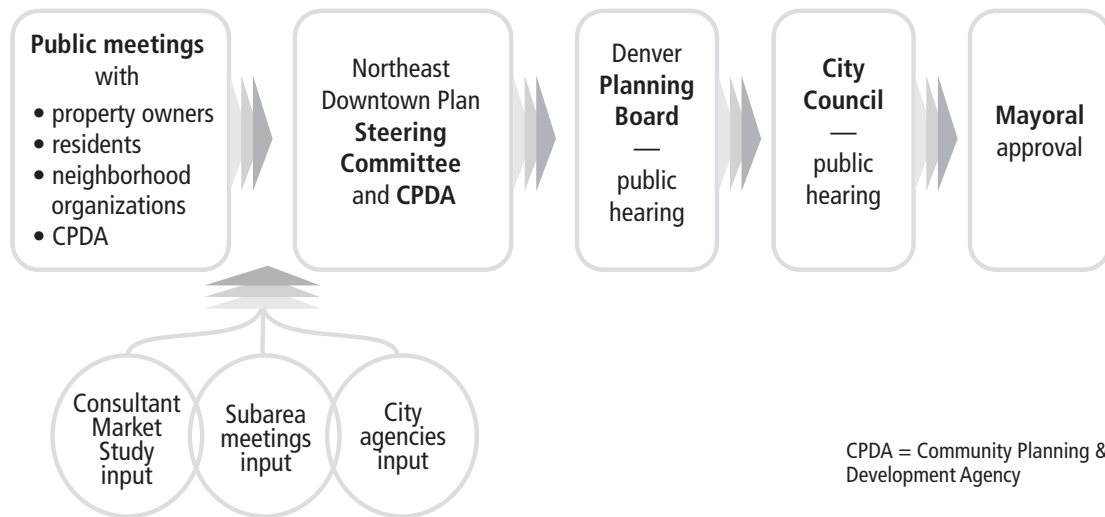 Public meetings
with
• property owners
• residents
• neighborhood
organizations
• CPDA
Northeast
Downtown Plan
Steering
Committee
and CPDA
Denver
Planning
Board
—
public
hearing
City
Council
—
public
hearing
Mayoral
approval
Consultant
Market
Study
input
Subarea
meetings
input
City
agencies
input
CPDA = Community Planning &
Development Agency